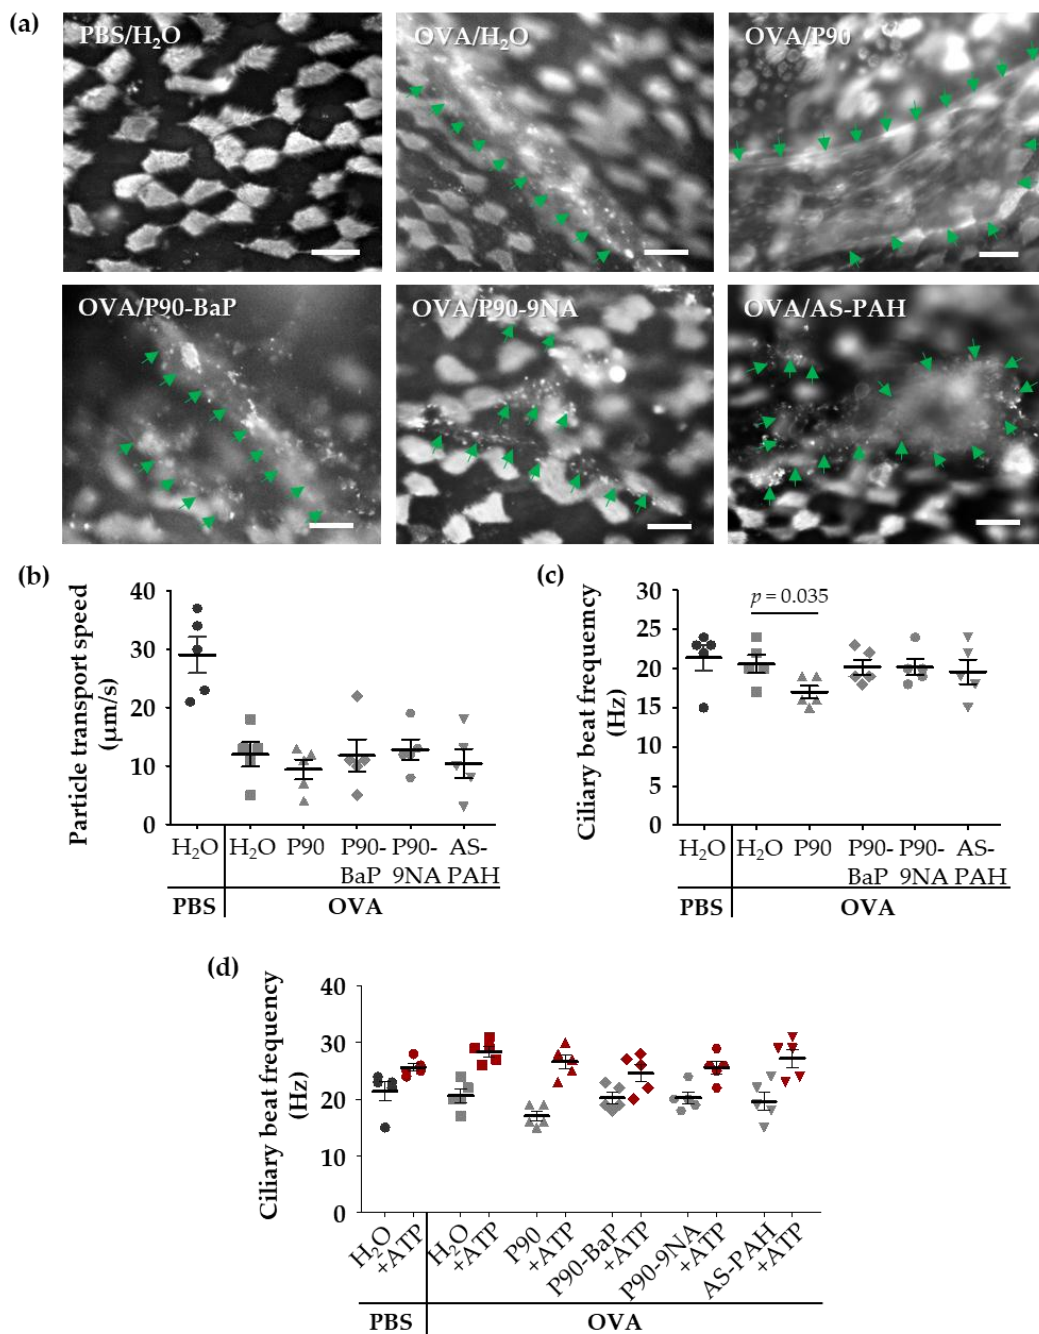 (a)
PBS/H₂O
OVA/H₂O
OVA/P90
OVA/P90-BaP
OVA/P90-9NA
OVA/AS-PAH
(b)
Particle transport speed
(µm/s)
40
30
20
10
0
H₂O
H₂O
P90
P90-
BaP
P90-
9NA
AS-
PAH
PBS
OVA
(c)
Ciliary beat frequemcy
(Hz)
30
25
20
15
10
5
0
p = 0.035
H₂O
H₂O
P90
P90-
BaP
P90-
9NA
AS-
PAH
PBS
OVA
(d)
Ciliary beat frequency
(Hz)
40
30
20
10
0
H₂O
+ATP
H₂O
+ATP
P90
+ATP
P90-BaP
+ATP
P90-9NA
+ATP
AS-PAH
+ATP
PBS
OVA